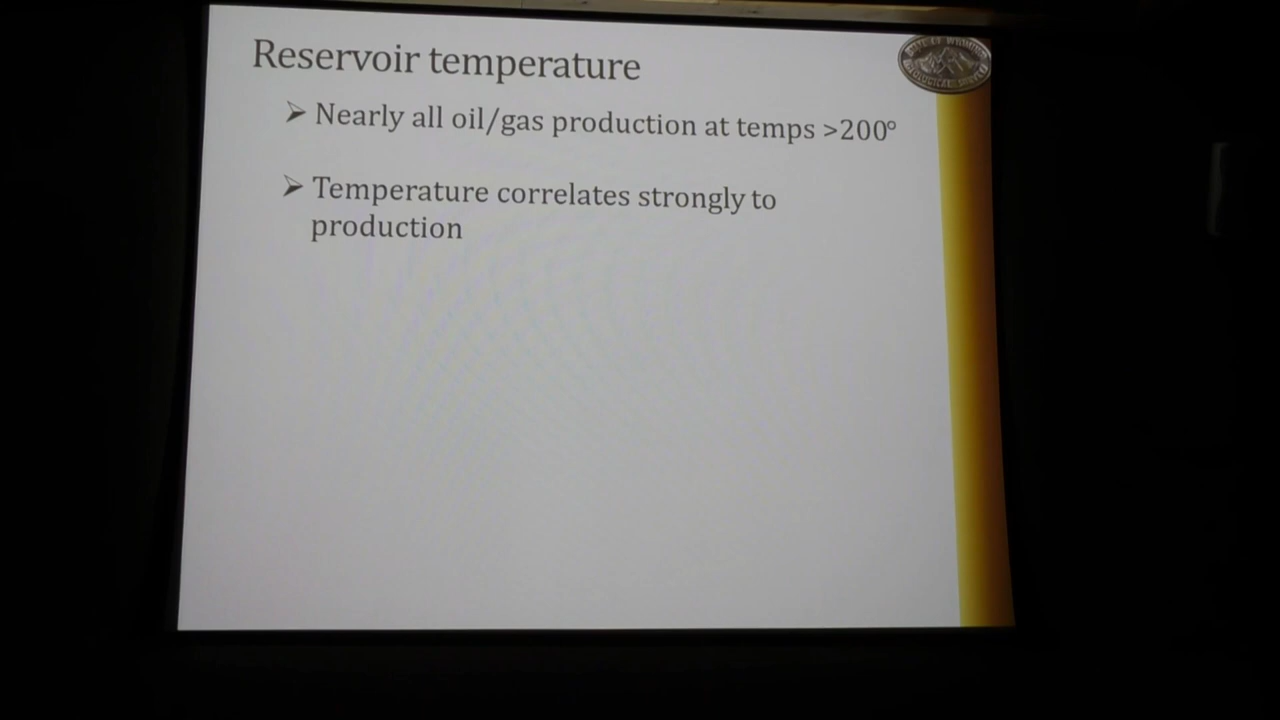 Reservoir temperature
➢ Nearly all oil/gas production at temps >200°
➢ Temperature correlates strongly to
production